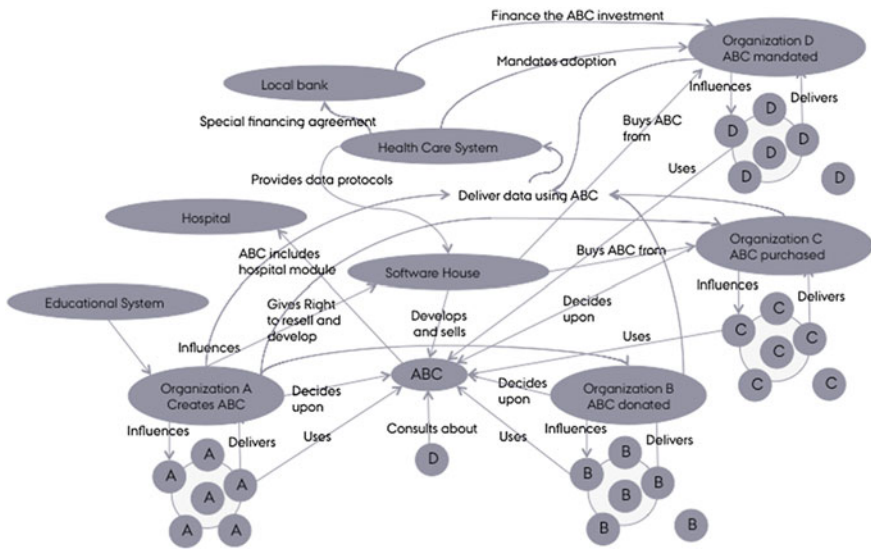 Finance the ABC investment
Organization D
ABC mandated
Mandates adoption
Local bank
Influences
Delivers
Special financing agreement
Buys ABC
from
D
D
D
D
D
D
D
Health Care System
Uses
Provides data protocols
Deliver data using ABC
Hospital
Organization C
ABC purchased
ABC includes
hospital module
Software House
Buys ABC from
Educational System
Gives Right
to resell and
develop
Develops
and sells
Decides
upon
Influences
Delivers
C
C
C
C
C
C
C
Influences
Uses
Organization A
Creates ABC
Decides
upon
ABC
Decides
upon
Organization B
ABC donated
Influences
Delivers
Uses
Consults about
D
Uses
Influences
Delivers
A
A
A
A
A
A
B
B
B
B
B
B
B